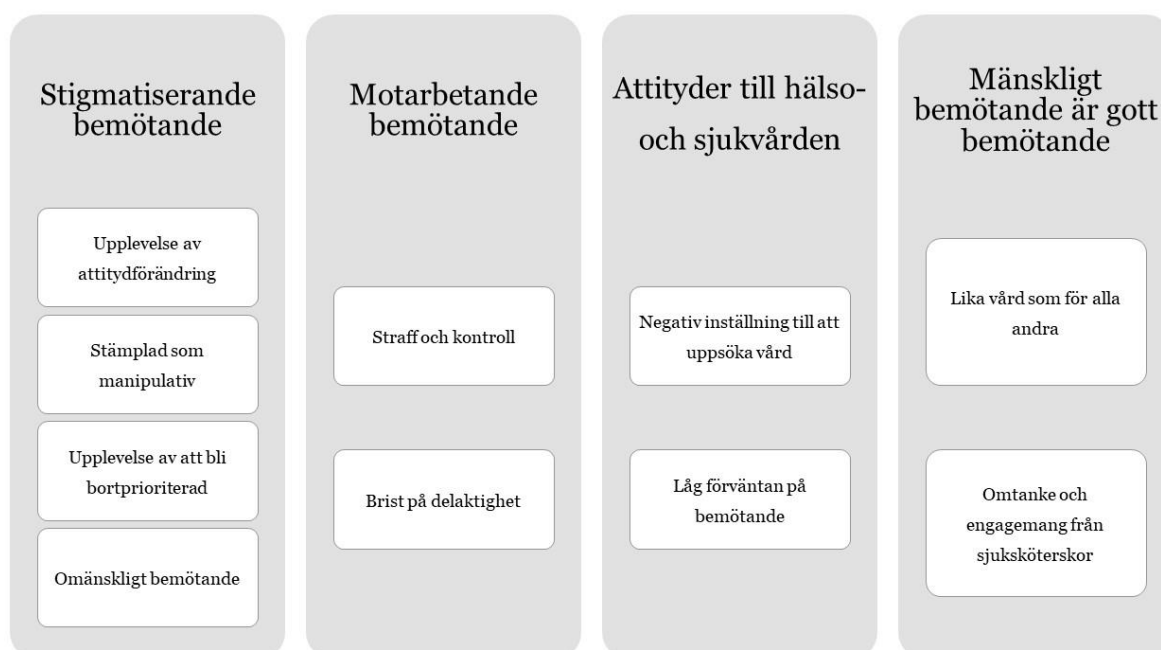 Stigmatiserande
bemötande
Upplevelse av
attitydförändring
Stämplad som
manipulativ
Upplevelse av att bli
bortprioriterad
Omänskligt bemötande
Motarbetande
bemötande
Straff och kontroll
Brist på delaktighet
Attityder till hälso-
och sjukvården
Negativ inställning till att
uppsöka vård
Låg förväntan på
bemötande
Mänskligt
bemötande är gott
bemötande
Lika vård som för alla
andra
Omtanke och
engagemang från
sjuksköterskor